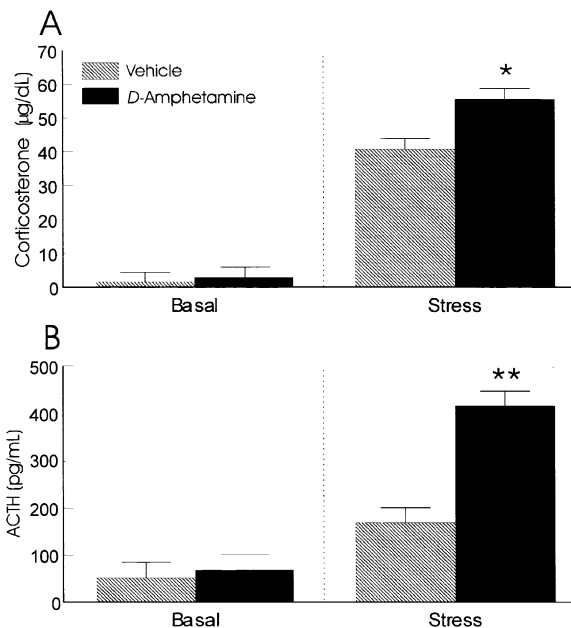 A
70
60
50
40
30
20
10
0
Corticosterone (μg/dL)
Vehicle
D-Amphetamine
*
Basal Stress
B
500
400
300
200
100
0
ACTH (pg/mL)
**
Basal Stress